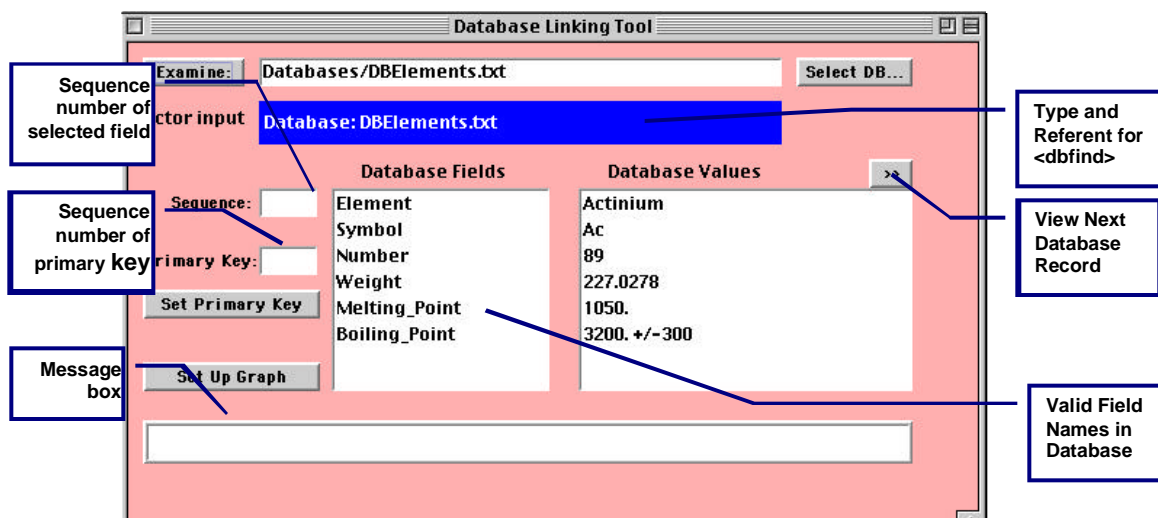 Database Linking Tool
Examine:
Databases/DBElements.txt
Select DB...
Sequence
number of
selected field
ctor input
Database: DBElements.txt
Type and
Referent for
<dbfind>
Database Fields
Database Values
>>
Sequence:
Element
Symbol
Number
Weight
Melting_Point
Boiling_Point
Actinium
Ac
89
227.0278
1050.
3200. +/-300
Sequence
number of
primary key
rimary Key:
Set Primary Key
View Next
Database
Record
Message
box
Set Up Graph
Valid Field
Names in
Database